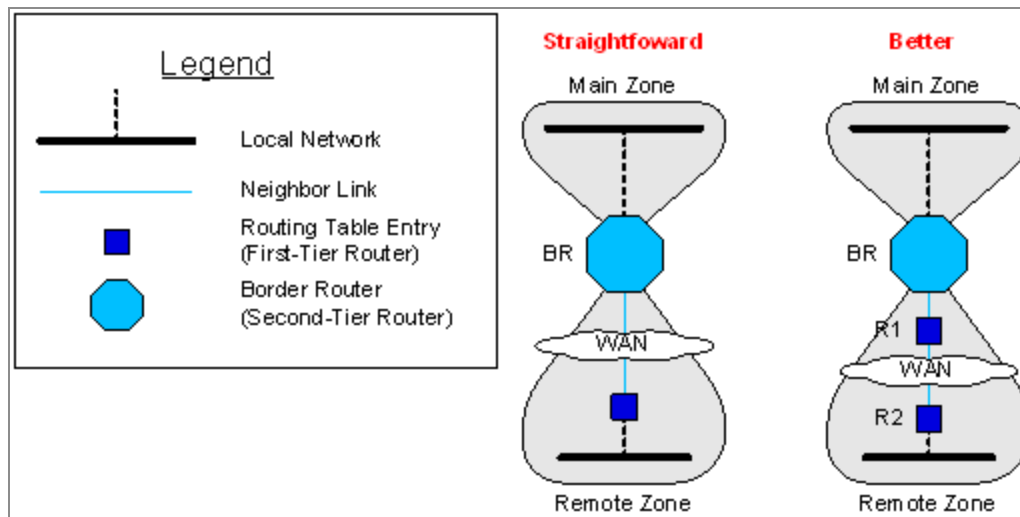 Legend
Local Network
Neighbor Link
Routing Table Entry
(First-Tier Router)
Border Router
(Second-Tier Router)
Straightfoward
Main Zone
BR
WAN
Remote Zone
Better
Main Zone
BR
R1
WAN
R2
Remote Zone